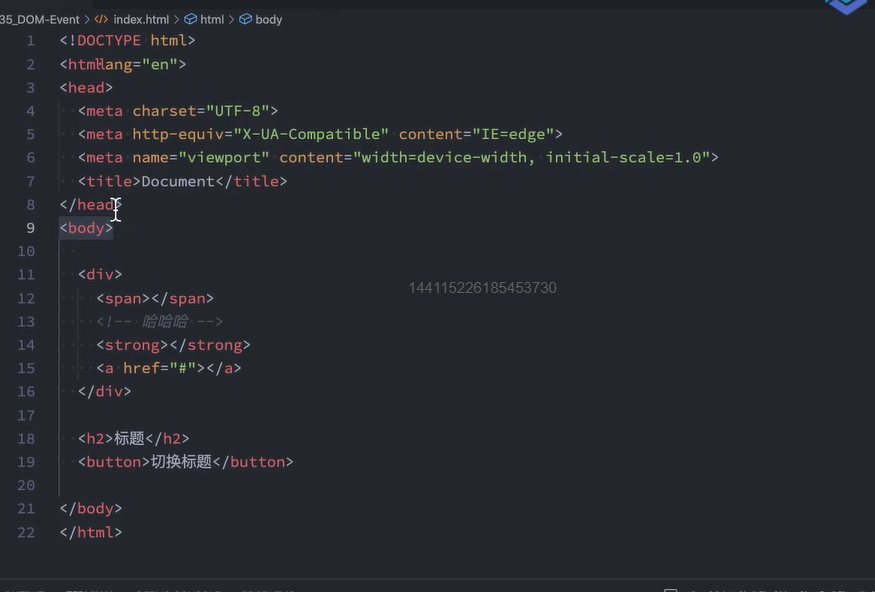 35_DOM-Event > index.html > html > body
1 <!DOCTYPE html>
2 <html lang="en">
3 <head>
4 <meta charset="UTF-8">
5 <meta http-equiv="X-UA-Compatible" content="IE=edge">
6 <meta name="viewport" content="width=device-width, initial-scale=1.0">
7 <title>Document</title>
8 </head>
9 <body>
10
11 <div>
12 <span></span>
13 <!-- 哈哈哈 -->
14 <strong></strong>
15 <a href="#"></a>
16 </div>
17
18 <h2>标题</h2>
19 <button>切换标题</button>
20
21 </body>
22 </html>
144115226185453730